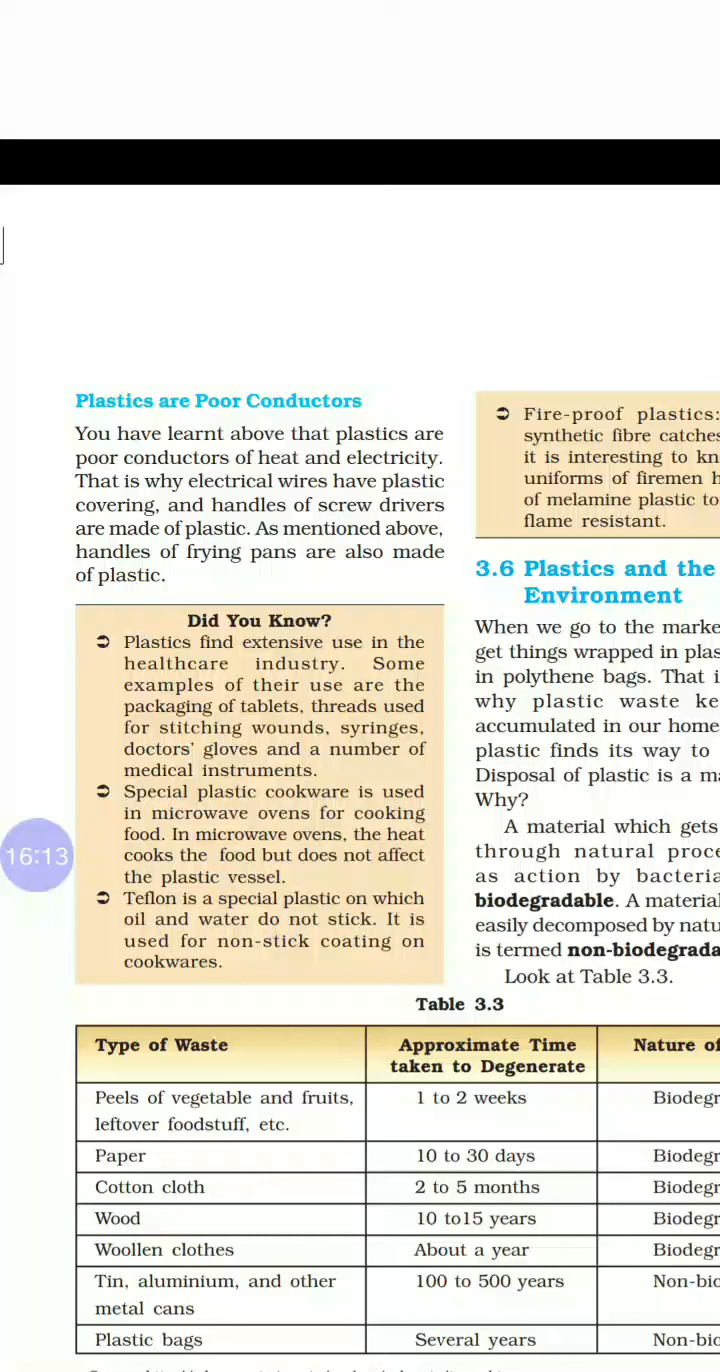 Plastics are Poor Conductors
You have learnt above that plastics are
poor conductors of heat and electricity.
That is why electrical wires have plastic
covering, and handles of screw drivers
are made of plastic. As mentioned above,
handles of frying pans are also made
of plastic.
Did You Know?
➲ Plastics find extensive use in the
healthcare industry. Some
examples of their use are the
packaging of tablets, threads used
for stitching wounds, syringes,
doctors' gloves and a number of
medical instruments.
➲ Special plastic cookware is used
in microwave ovens for cooking
food. In microwave ovens, the heat
cooks the food but does not affect
the plastic vessel.
➲ Teflon is a special plastic on which
oil and water do not stick. It is
used for non-stick coating on
cookwares.
16:13
➲ Fire-proof plastics:
synthetic fibre catches
it is interesting to kn
uniforms of firemen h
of melamine plastic to
flame resistant.
3.6 Plastics and the
Environment
When we go to the marke
get things wrapped in plas
in polythene bags. That i
why plastic waste ke
accumulated in our home
plastic finds its way to
Disposal of plastic is a ma
Why?
A material which gets
through natural proce
as action by bacteria
biodegradable. A material
easily decomposed by natu
is termed non-biodegrada
Look at Table 3.3.
Table 3.3
Type of Waste Approximate Time Nature of
taken to Degenerate
Peels of vegetable and fruits, 1 to 2 weeks Biodegr
leftover foodstuff, etc.
Paper 10 to 30 days Biodegr
Cotton cloth 2 to 5 months Biodegr
Wood 10 to15 years Biodegr
Woollen clothes About a year Biodegr
Tin, aluminium, and other 100 to 500 years Non-bio
metal cans
Plastic bags Several years Non-bio